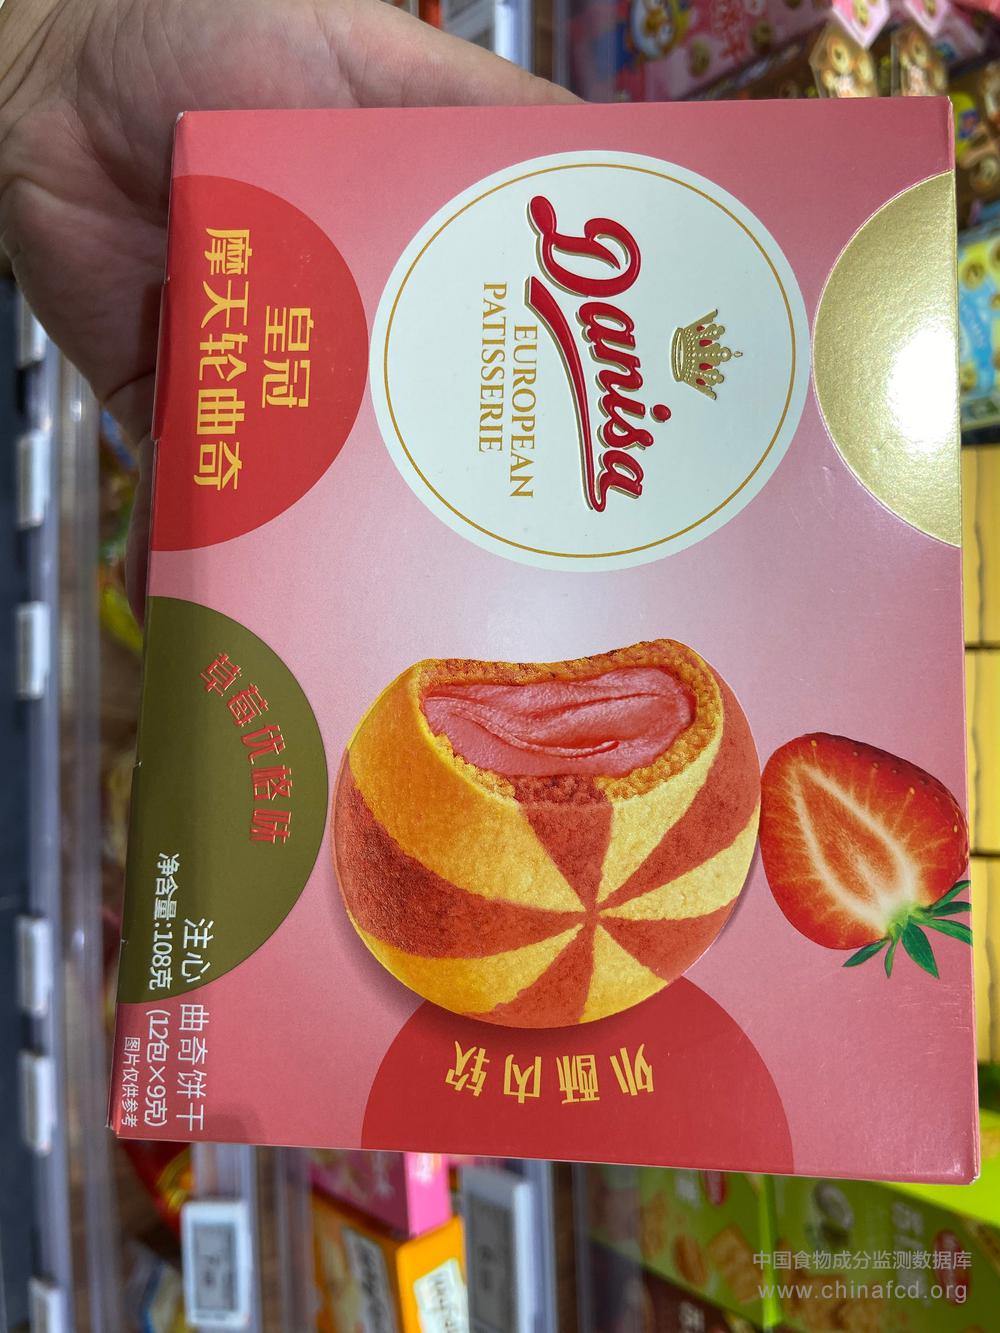 Danisa
EUROPEAN
PATISSERIE
皇冠
摩天轮曲奇
草莓优格味
外酥内软
注心 曲奇饼干
净含量:108克 (12包×9克)
图片仅供参考
中国食物成分监测数据库
www.chinafcd.org